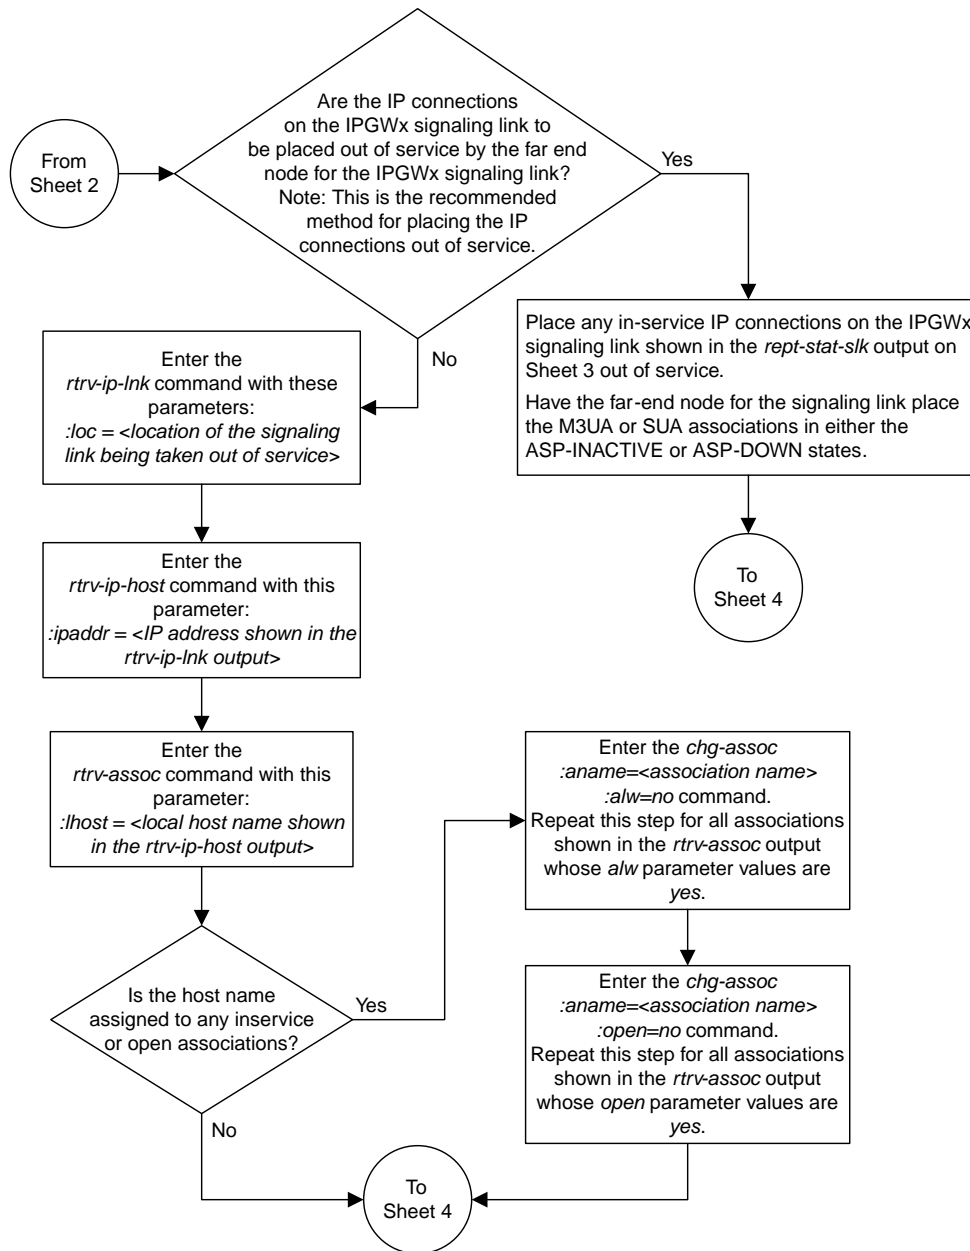 From
Sheet 2
Are the IP connections
on the IPGWx signaling link to
be placed out of service by the far end
node for the IPGWx signaling link?
Note: This is the recommended
method for placing the IP
connections out of service.
Yes
No
Place any in-service IP connections on the IPGWx
signaling link shown in the rept-stat-slk output on
Sheet 3 out of service.
Have the far-end node for the signaling link place
the M3UA or SUA associations in either the
ASP-INACTIVE or ASP-DOWN states.
To
Sheet 4
Enter the
rtrv-ip-lnk command with these
parameters:
:loc = <location of the signaling
link being taken out of service>
Enter the
rtrv-ip-host command with this
parameter:
:ipaddr = <IP address shown in the
rtrv-ip-lnk output>
Enter the
rtrv-assoc command with this
parameter:
:lhost = <local host name shown
in the rtrv-ip-host output>
Is the host name
assigned to any inservice
or open associations?
Yes
No
Enter the chg-assoc
:aname=<association name>
:alw=no command.
Repeat this step for all associations
shown in the rtrv-assoc output
whose alw parameter values are
yes.
Enter the chg-assoc
:aname=<association name>
:open=no command.
Repeat this step for all associations
shown in the rtrv-assoc output
whose open parameter values are
yes.
To
Sheet 4